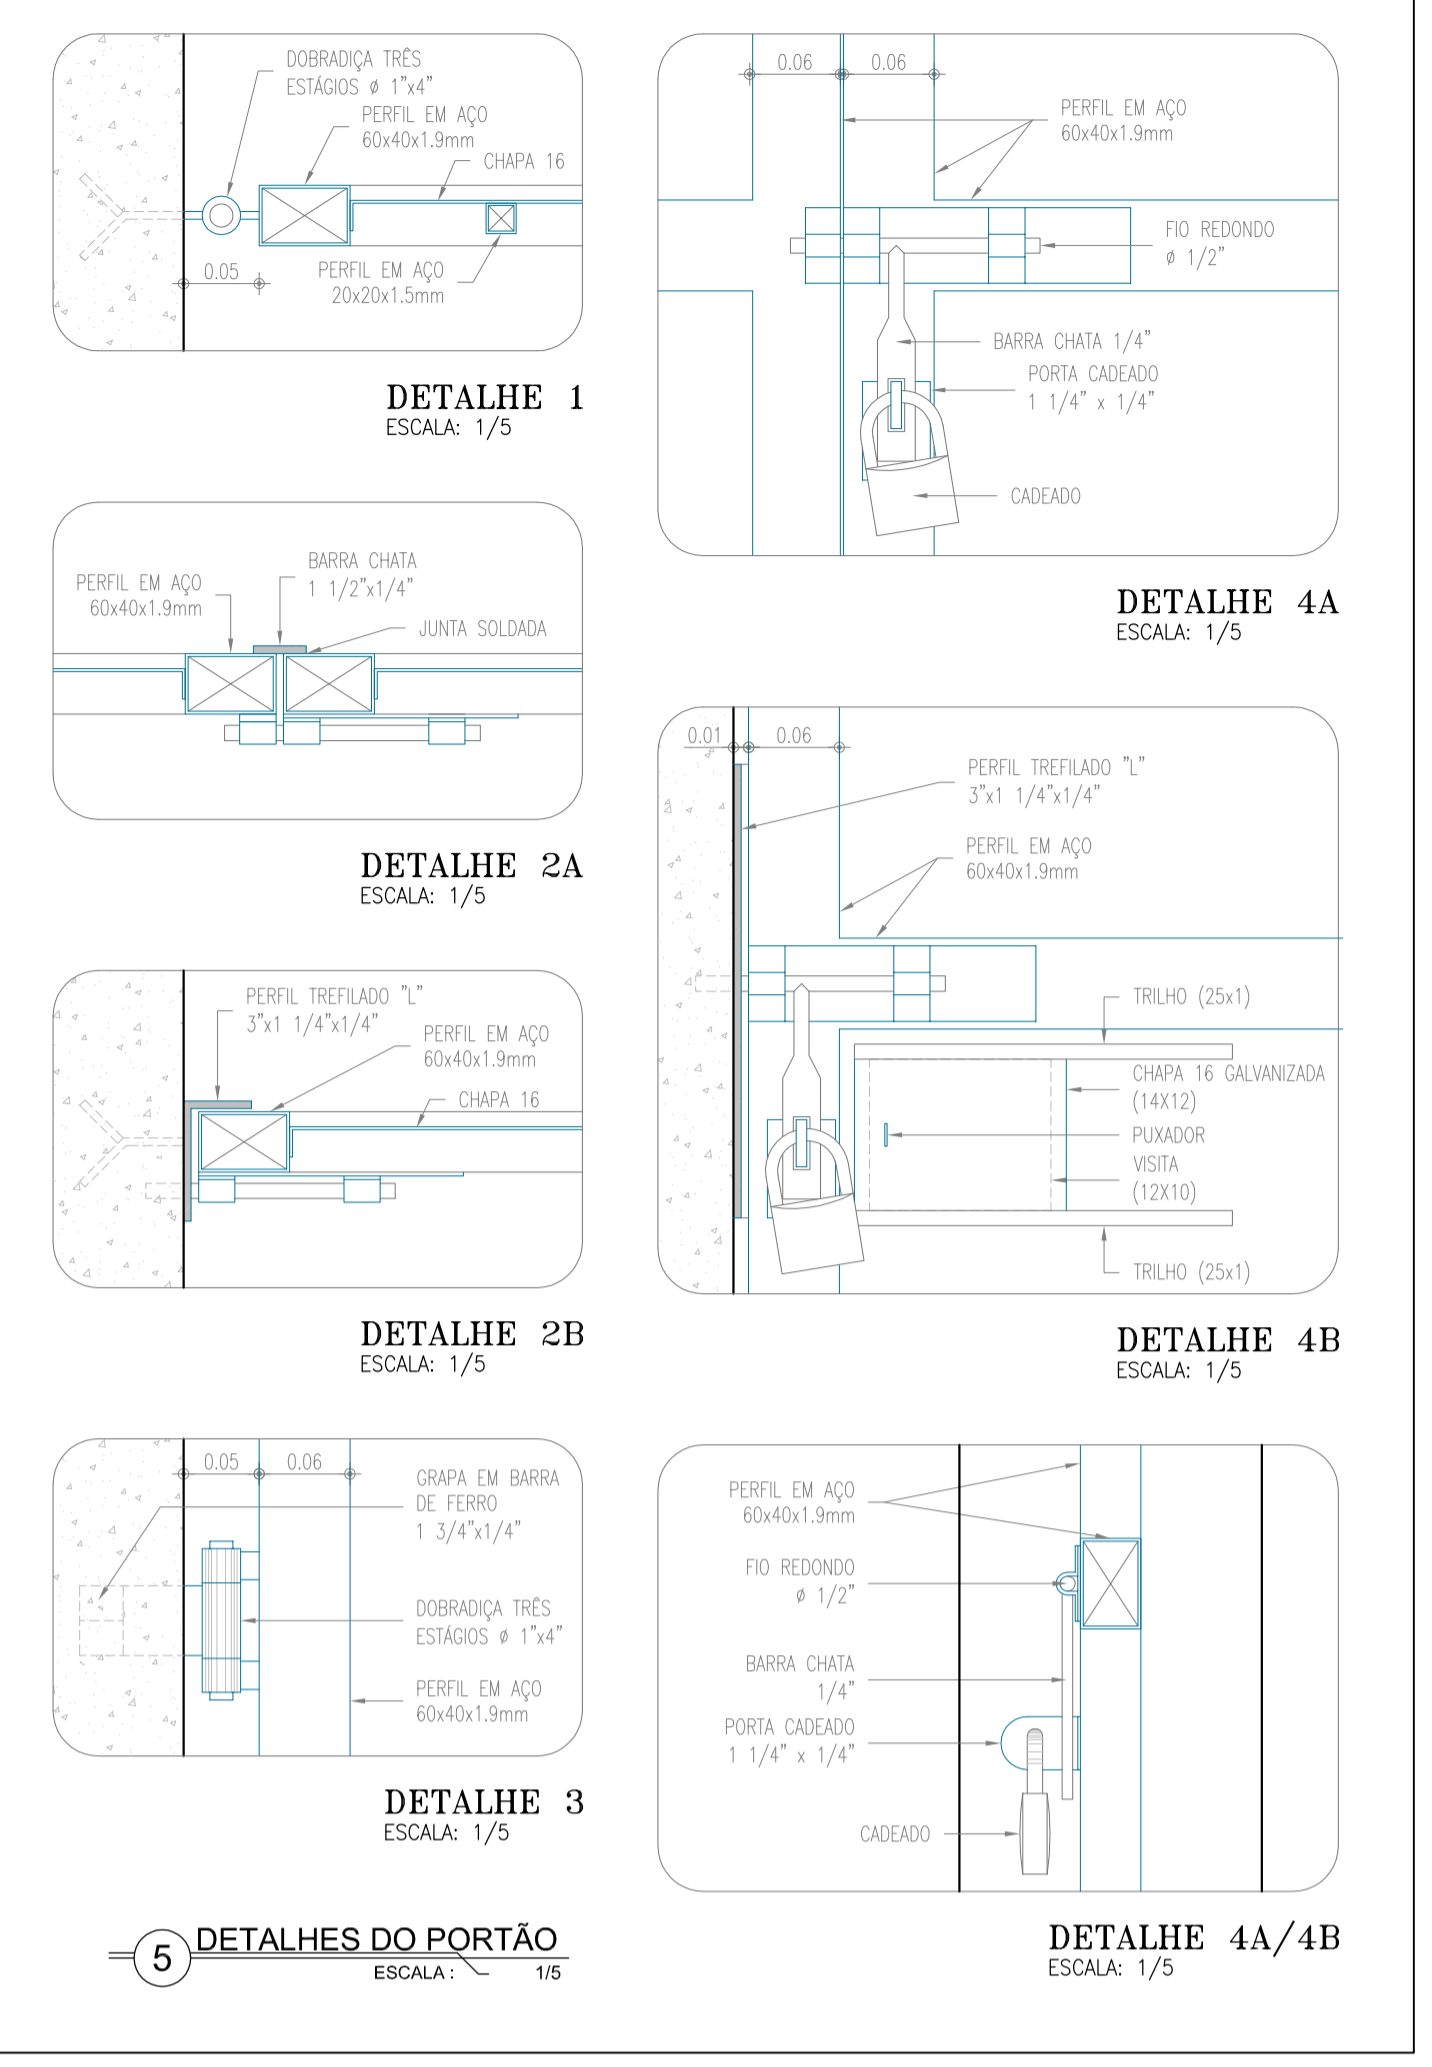 DOBRADIÇA TRÊS
ESTÁGIOS ø 1"x4"
PERFIL EM AÇO
60x40x1.9mm
CHAPA 16
0.05
PERFIL EM AÇO
20x20x1.5mm
DETALHE 1
ESCALA: 1/5
PERFIL EM AÇO
60x40x1.9mm
BARRA CHATA
1 1/2"x1/4"
JUNTA SOLDADA
DETALHE 2A
ESCALA: 1/5
PERFIL TREFILADO "L"
3"x1 1/4"x1/4"
PERFIL EM AÇO
60x40x1.9mm
CHAPA 16
DETALHE 2B
ESCALA: 1/5
0.05 0.06
GRAPA EM BARRA
DE FERRO
1 3/4"x1/4"
DOBRADIÇA TRÊS
ESTÁGIOS ø 1"x4"
PERFIL EM AÇO
60x40x1.9mm
DETALHE 3
ESCALA: 1/5
5 DETALHES DO PORTÃO
ESCALA : 1/5
0.06 0.06
PERFIL EM AÇO
60x40x1.9mm
FIO REDONDO
ø 1/2"
BARRA CHATA 1/4"
PORTA CADEADO
1 1/4" x 1/4"
CADEADO
DETALHE 4A
ESCALA: 1/5
0.01 0.06
PERFIL TREFILADO "L"
3"x1 1/4"x1/4"
PERFIL EM AÇO
60x40x1.9mm
TRILHO (25x1)
CHAPA 16 GALVANIZADA
(14X12)
PUXADOR
VISITA
(12X10)
TRILHO (25x1)
DETALHE 4B
ESCALA: 1/5
PERFIL EM AÇO
60x40x1.9mm
FIO REDONDO
ø 1/2"
BARRA CHATA
1/4"
PORTA CADEADO
1 1/4" x 1/4"
CADEADO
DETALHE 4A/4B
ESCALA: 1/5